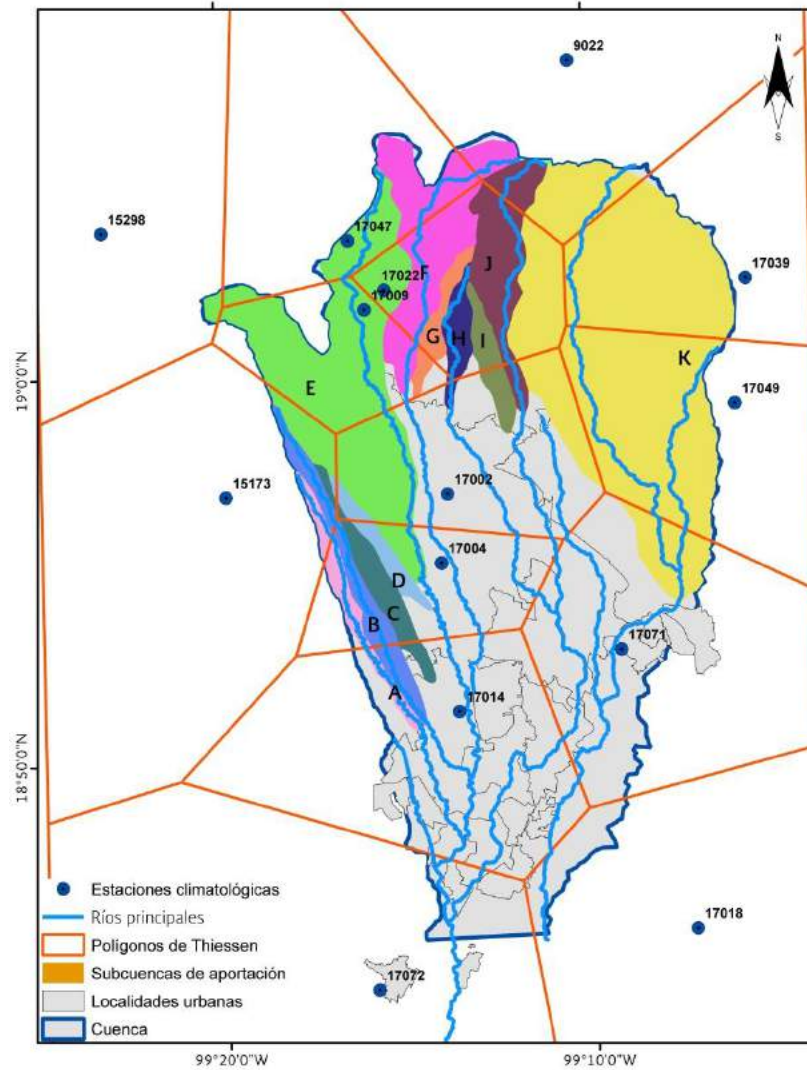 9022
N
S
15298
17047
17039
17022
F
J
17009
G
H
I
K
19°0'0"N
E
17049
15173
17002
17004
D
C
B
17071
A
17014
18°50'0"N
Estaciones climatológicas
Ríos principales
17018
Polígonos de Thiessen
Subcuencas de aportación
17072
Localidades urbanas
Cuenca
99°20'0"W
99°10'0"W